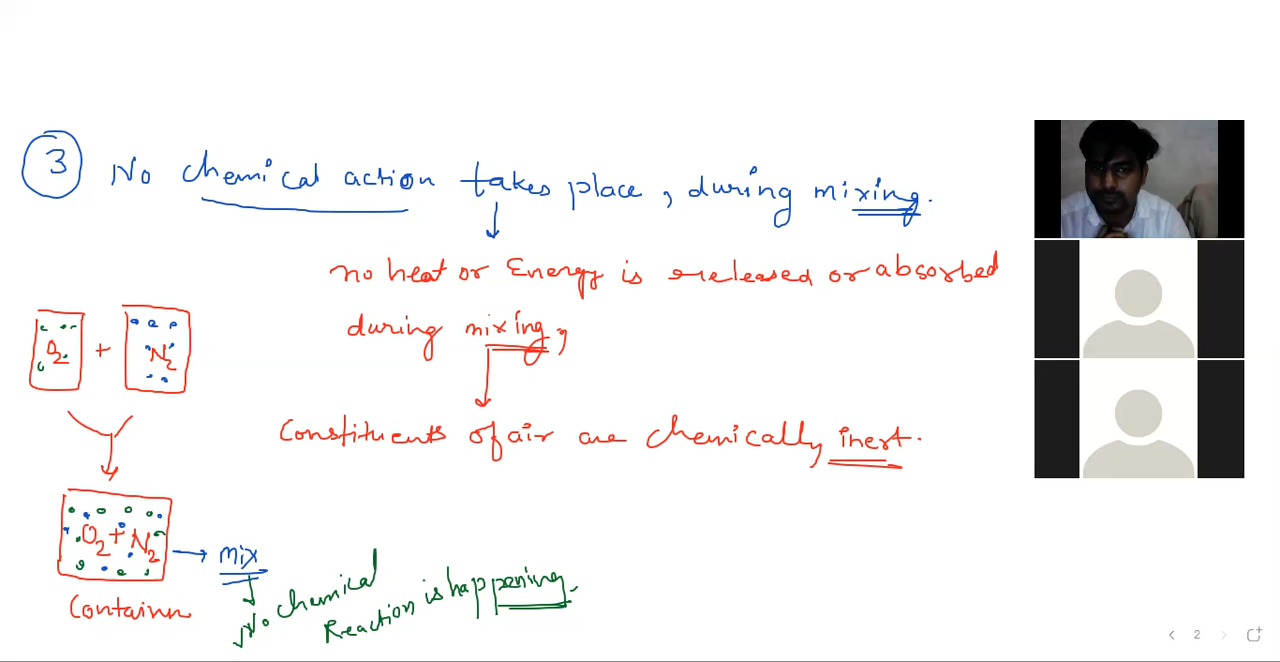 3 No chemical action takes place, during mixing.
no heat or Energy is released or absorbed
during mixing,
O2 + N2
Constituents of air are chemically inert.
O2 + N2
mix
No chemical
Reaction is happening.
2